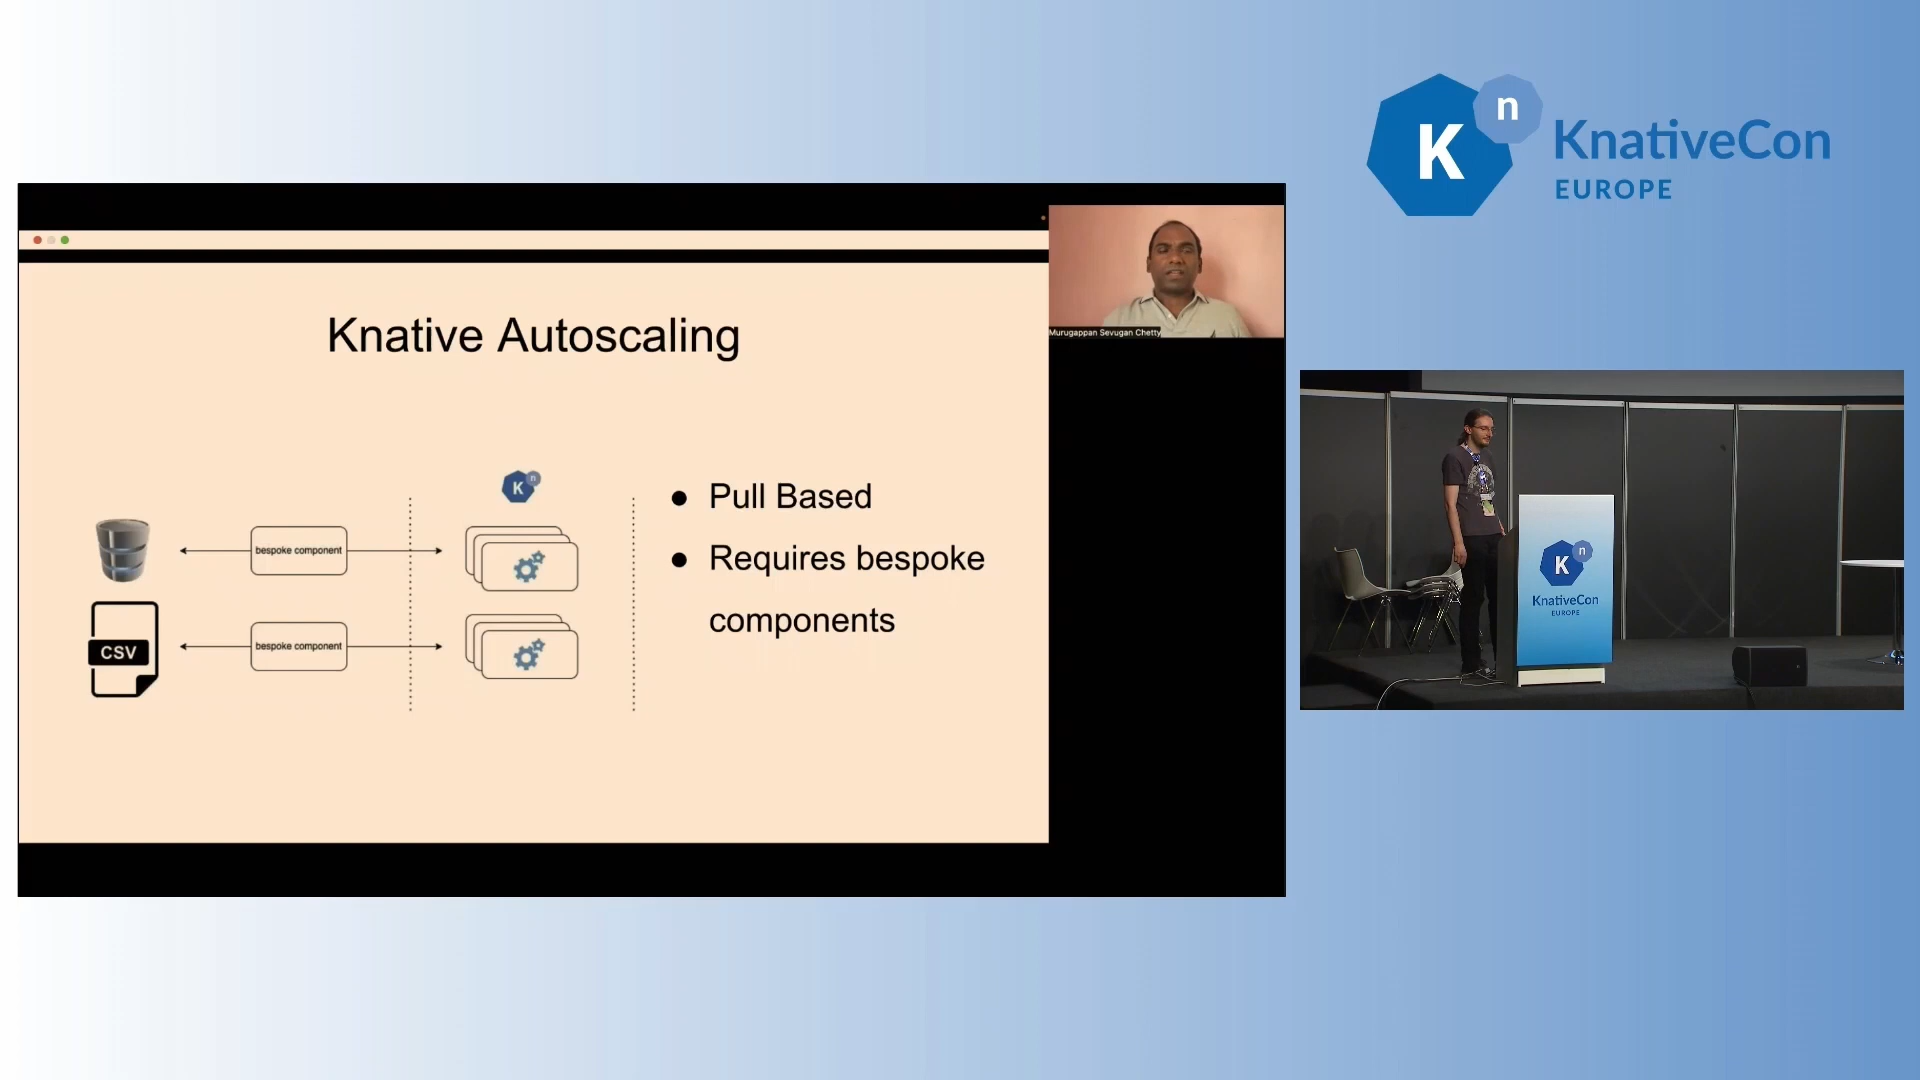 K n
KnativeCon
EUROPE
Knative Autoscaling
Murugappan Sevugan Chetty
K n
bespoke component
CSV
bespoke component
● Pull Based
● Requires bespoke
components
K n
KnativeCon
EUROPE